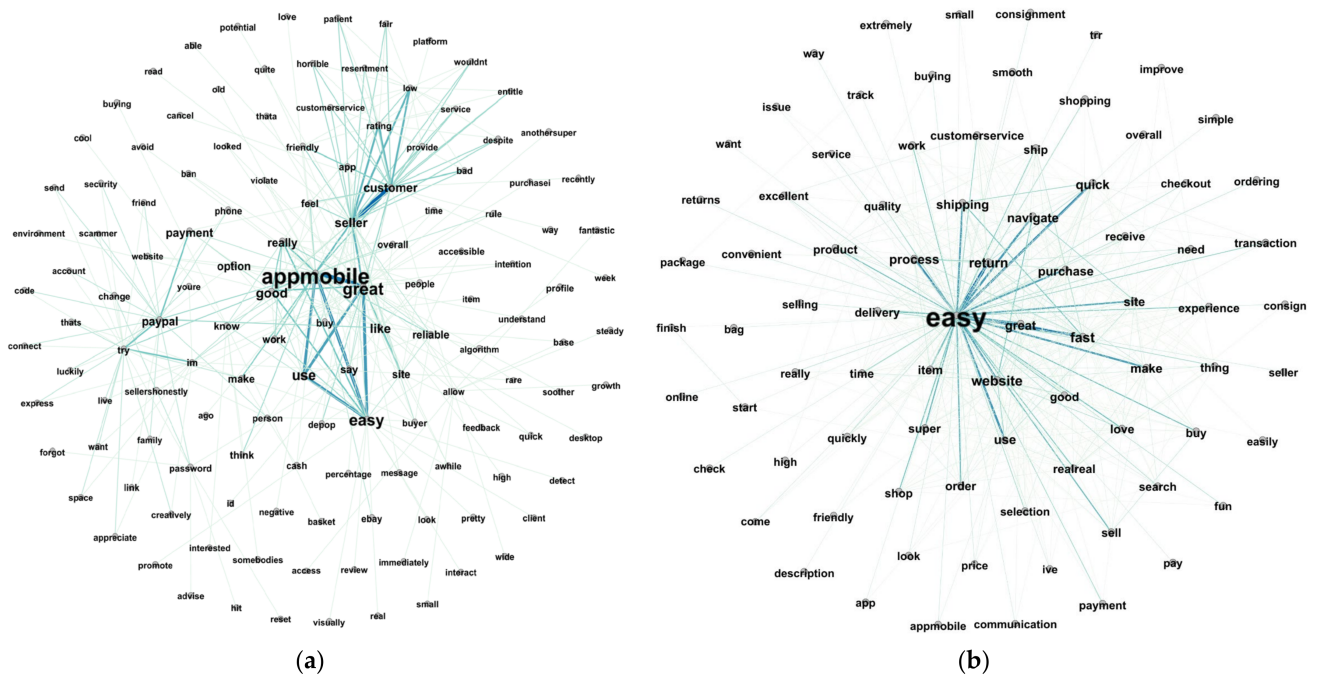 love
patient
fair
potential
platform
able
horrible
resentment
wouldnt
read
quite
low
entitle
old
buying
customerservice
service
cancel
thata
rating
anothersuper
cool
avoid
looked
friendly
provide
despite
app
ban
bad
send
security
violate
customer
purchasei
recently
friend
feel
phone
time
rule
environment
scammer
payment
seller
way
fantastic
website
really
overall
accessible
account
option
appmobile
intention
code
change
youre
good
great
people
profile
week
item
thats
paypal
know
buy
like
reliable
understand
steady
connect
try
work
algorithm
base
luckily
im
make
use
say
site
rare
express
sellershonestly
allow
soother
growth
live
ago
person
depop
easy
buyer
feedback
quick
desktop
forgot
want
family
think
password
cash
percentage
message
awhile
high
detect
space
link
id
creatively
negative
basket
ebay
look
pretty
client
appreciate
interested
promote
somebodies
access
review
immediately
interact
wide
advise
hit
reset
visually
real
small
(a)
small
consignment
extremely
trr
way
buying
smooth
improve
issue
track
shopping
want
work
customerservice
overall
simple
service
ship
returns
excellent
quality
shipping
quick
checkout
ordering
navigate
package
convenient
product
process
return
receive
need
transaction
purchase
selling
delivery
site
experience
consign
finish
bag
easy
great
fast
online
really
time
item
website
make
thing
seller
start
good
check
high
quickly
super
use
love
buy
easily
realreal
come
friendly
shop
order
search
selection
fun
sell
description
look
price
ive
pay
app
payment
appmobile
communication
(b)